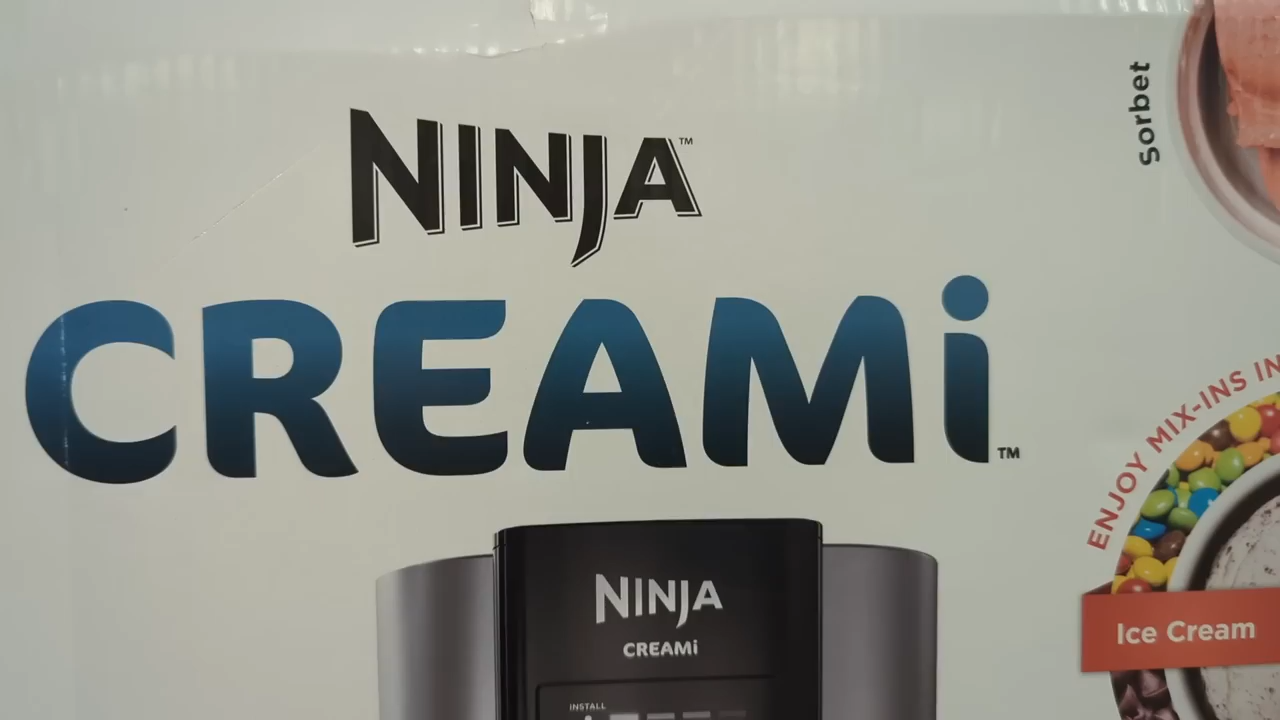 NINJA™
CREAMi™
Sorbet
ENJOY MIX-INS IN
Ice Cream
NINJA
CREAMi
INSTALL